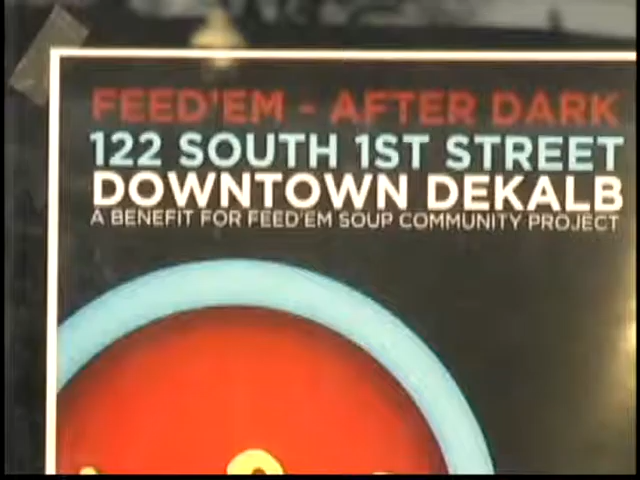 FEED'EM - AFTER DARK
122 SOUTH 1ST STREET
DOWNTOWN DEKALB
A BENEFIT FOR FEED'EM SOUP COMMUNITY PROJECT